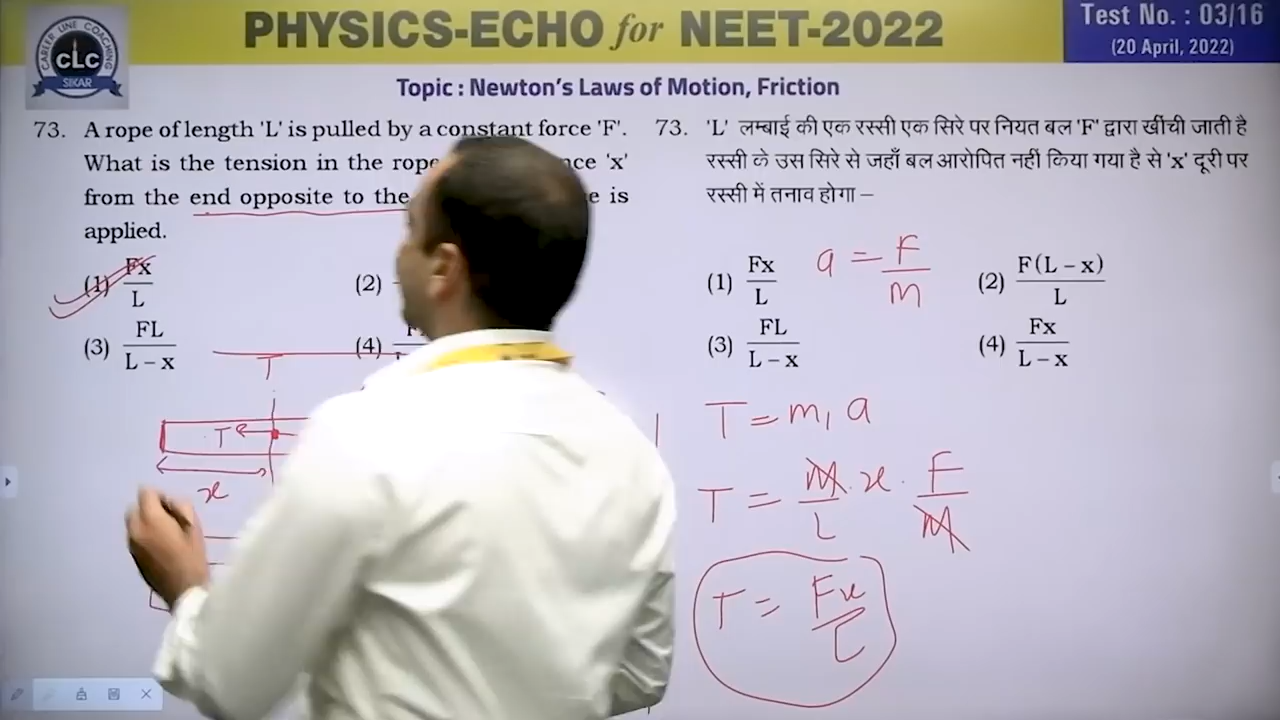 CAREER LINE COACHING
CLC
SIKAR
PHYSICS-ECHO for NEET-2022
Test No. : 03/16
(20 April, 2022)
Topic : Newton's Laws of Motion, Friction
73. A rope of length 'L' is pulled by a constant force 'F'.
What is the tension in the rope 'x'
from the end opposite to the is
applied.
(1) Fx
L
(2)
(3) FL
L – x
(4)
T
T
x
73. 'L' लम्बाई की एक रस्सी एक सिरे पर नियत बल 'F' द्वारा खींची जाती है
रस्सी के उस सिरे से जहाँ बल आरोपित नहीं किया गया है से 'x' दूरी पर
रस्सी में तनाव होगा –
(1) Fx
L
a = F
m
(2) F(L – x)
L
(3) FL
L – x
(4) Fx
L – x
T = m₁ a
T = M . x . F
L M
T = Fx
L